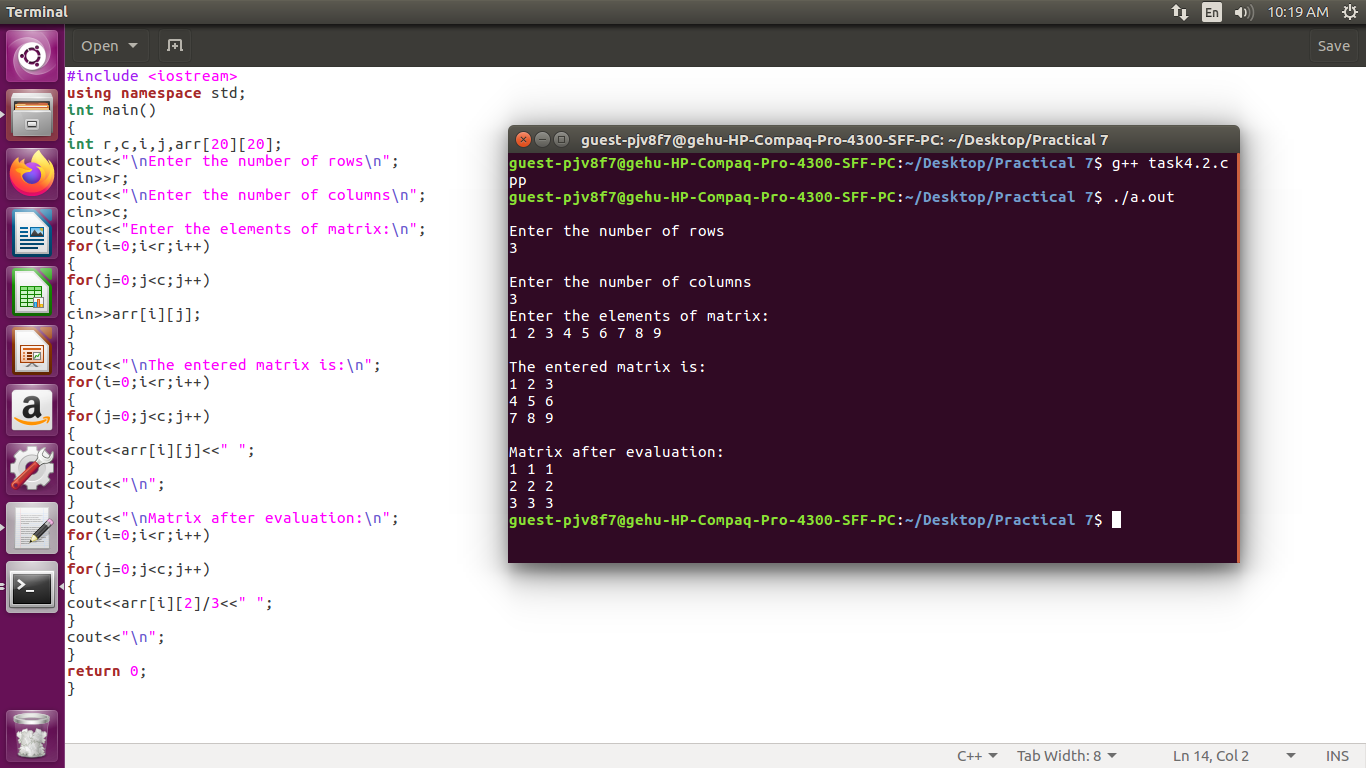 Terminal
En
10:19 AM
Open
Save
#include <iostream>
using namespace std;
int main()
{
int r,c,i,j,arr[20][20];
cout<<"\nEnter the number of rows\n";
cin>>r;
cout<<"\nEnter the number of columns\n";
cin>>c;
cout<<"Enter the elements of matrix:\n";
for(i=0;i<r;i++)
{
for(j=0;j<c;j++)
{
cin>>arr[i][j];
}
}
cout<<"\nThe entered matrix is:\n";
for(i=0;i<r;i++)
{
for(j=0;j<c;j++)
{
cout<<arr[i][j]<<" ";
}
cout<<"\n";
}
cout<<"\nMatrix after evaluation:\n";
for(i=0;i<r;i++)
{
for(j=0;j<c;j++)
{
cout<<arr[i][2]/3<<" ";
}
cout<<"\n";
}
return 0;
}
guest-pjv8f7@gehu-HP-Compaq-Pro-4300-SFF-PC: ~/Desktop/Practical 7
guest-pjv8f7@gehu-HP-Compaq-Pro-4300-SFF-PC:~/Desktop/Practical 7$ g++ task4.2.c
pp
guest-pjv8f7@gehu-HP-Compaq-Pro-4300-SFF-PC:~/Desktop/Practical 7$ ./a.out
Enter the number of rows
3
Enter the number of columns
3
Enter the elements of matrix:
1 2 3 4 5 6 7 8 9
The entered matrix is:
1 2 3
4 5 6
7 8 9
Matrix after evaluation:
1 1 1
2 2 2
3 3 3
guest-pjv8f7@gehu-HP-Compaq-Pro-4300-SFF-PC:~/Desktop/Practical 7$
a
>_
C++
Tab Width: 8
Ln 14, Col 2
INS